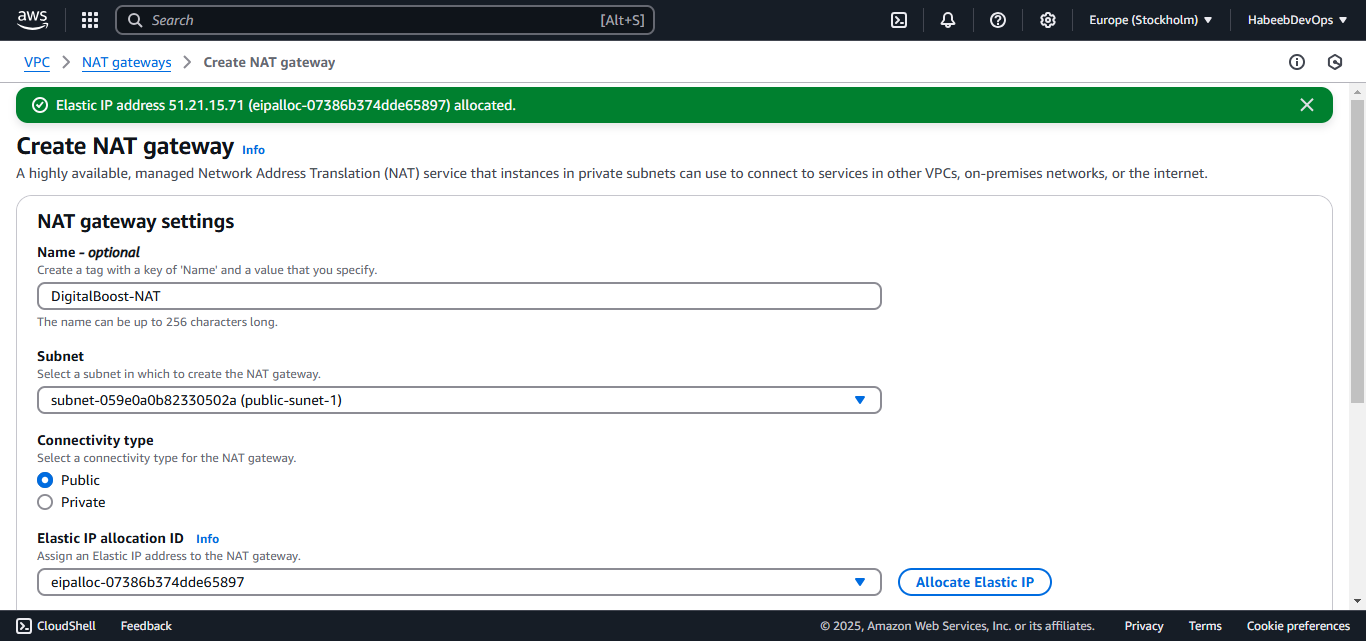 aws
Search [Alt+S]
Europe (Stockholm)
HabeebDevOps
VPC
NAT gateways
Create NAT gateway
Elastic IP address 51.21.15.71 (eipalloc-07386b374dde65897) allocated.
Create NAT gateway Info
A highly available, managed Network Address Translation (NAT) service that instances in private subnets can use to connect to services in other VPCs, on-premises networks, or the internet.
NAT gateway settings
Name - optional
Create a tag with a key of 'Name' and a value that you specify.
DigitalBoost-NAT
The name can be up to 256 characters long.
Subnet
Select a subnet in which to create the NAT gateway.
subnet-059e0a0b82330502a (public-sunet-1)
Connectivity type
Select a connectivity type for the NAT gateway.
Public
Private
Elastic IP allocation ID Info
Assign an Elastic IP address to the NAT gateway.
eipalloc-07386b374dde65897
Allocate Elastic IP
CloudShell
Feedback
© 2025, Amazon Web Services, Inc. or its affiliates.
Privacy
Terms
Cookie preferences